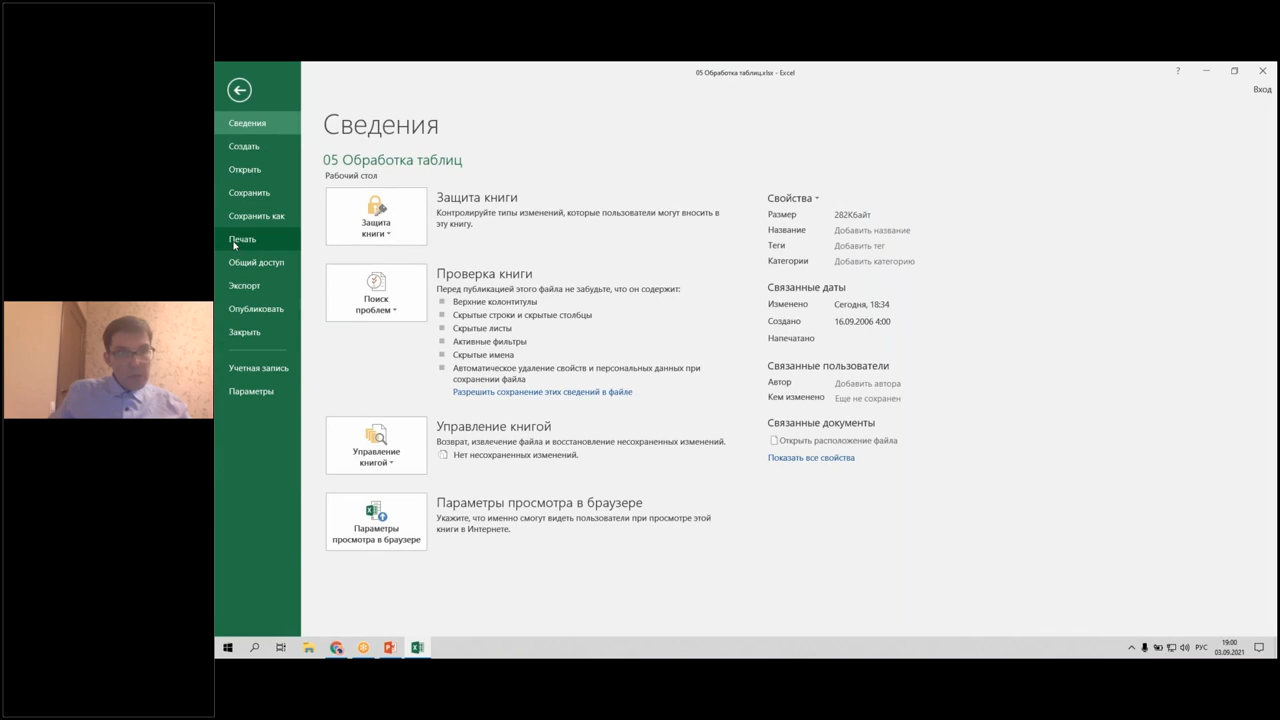 05 Обработка таблиц.xlsx - Excel
?
Вход
Сведения
Создать
Открыть
Сохранить
Сохранить как
Печать
Общий доступ
Экспорт
Опубликовать
Закрыть
Учетная запись
Параметры
Сведения
05 Обработка таблиц
Рабочий стол
Защита
книги
Защита книги
Контролируйте типы изменений, которые пользователи могут вносить в
эту книгу.
Поиск
проблем
Проверка книги
Перед публикацией этого файла не забудьте, что он содержит:
Верхние колонтитулы
Скрытые строки и скрытые столбцы
Скрытые листы
Активные фильтры
Скрытые имена
Автоматическое удаление свойств и персональных данных при
сохранении файла
Разрешить сохранение этих сведений в файле
Управление
книгой
Управление книгой
Возврат, извлечение файла и восстановление несохраненных изменений.
Нет несохраненных изменений.
Параметры
просмотра в браузере
Параметры просмотра в браузере
Укажите, что именно смогут видеть пользователи при просмотре этой
книги в Интернете.
Свойства
Размер 282Кбайт
Название Добавить название
Теги Добавить тег
Категории Добавить категорию
Связанные даты
Изменено Сегодня, 18:34
Создано 16.09.2006 4:00
Напечатано
Связанные пользователи
Автор Добавить автора
Кем изменено Еще не сохранен
Связанные документы
Открыть расположение файла
Показать все свойства
РУС
19:00
03.09.2021